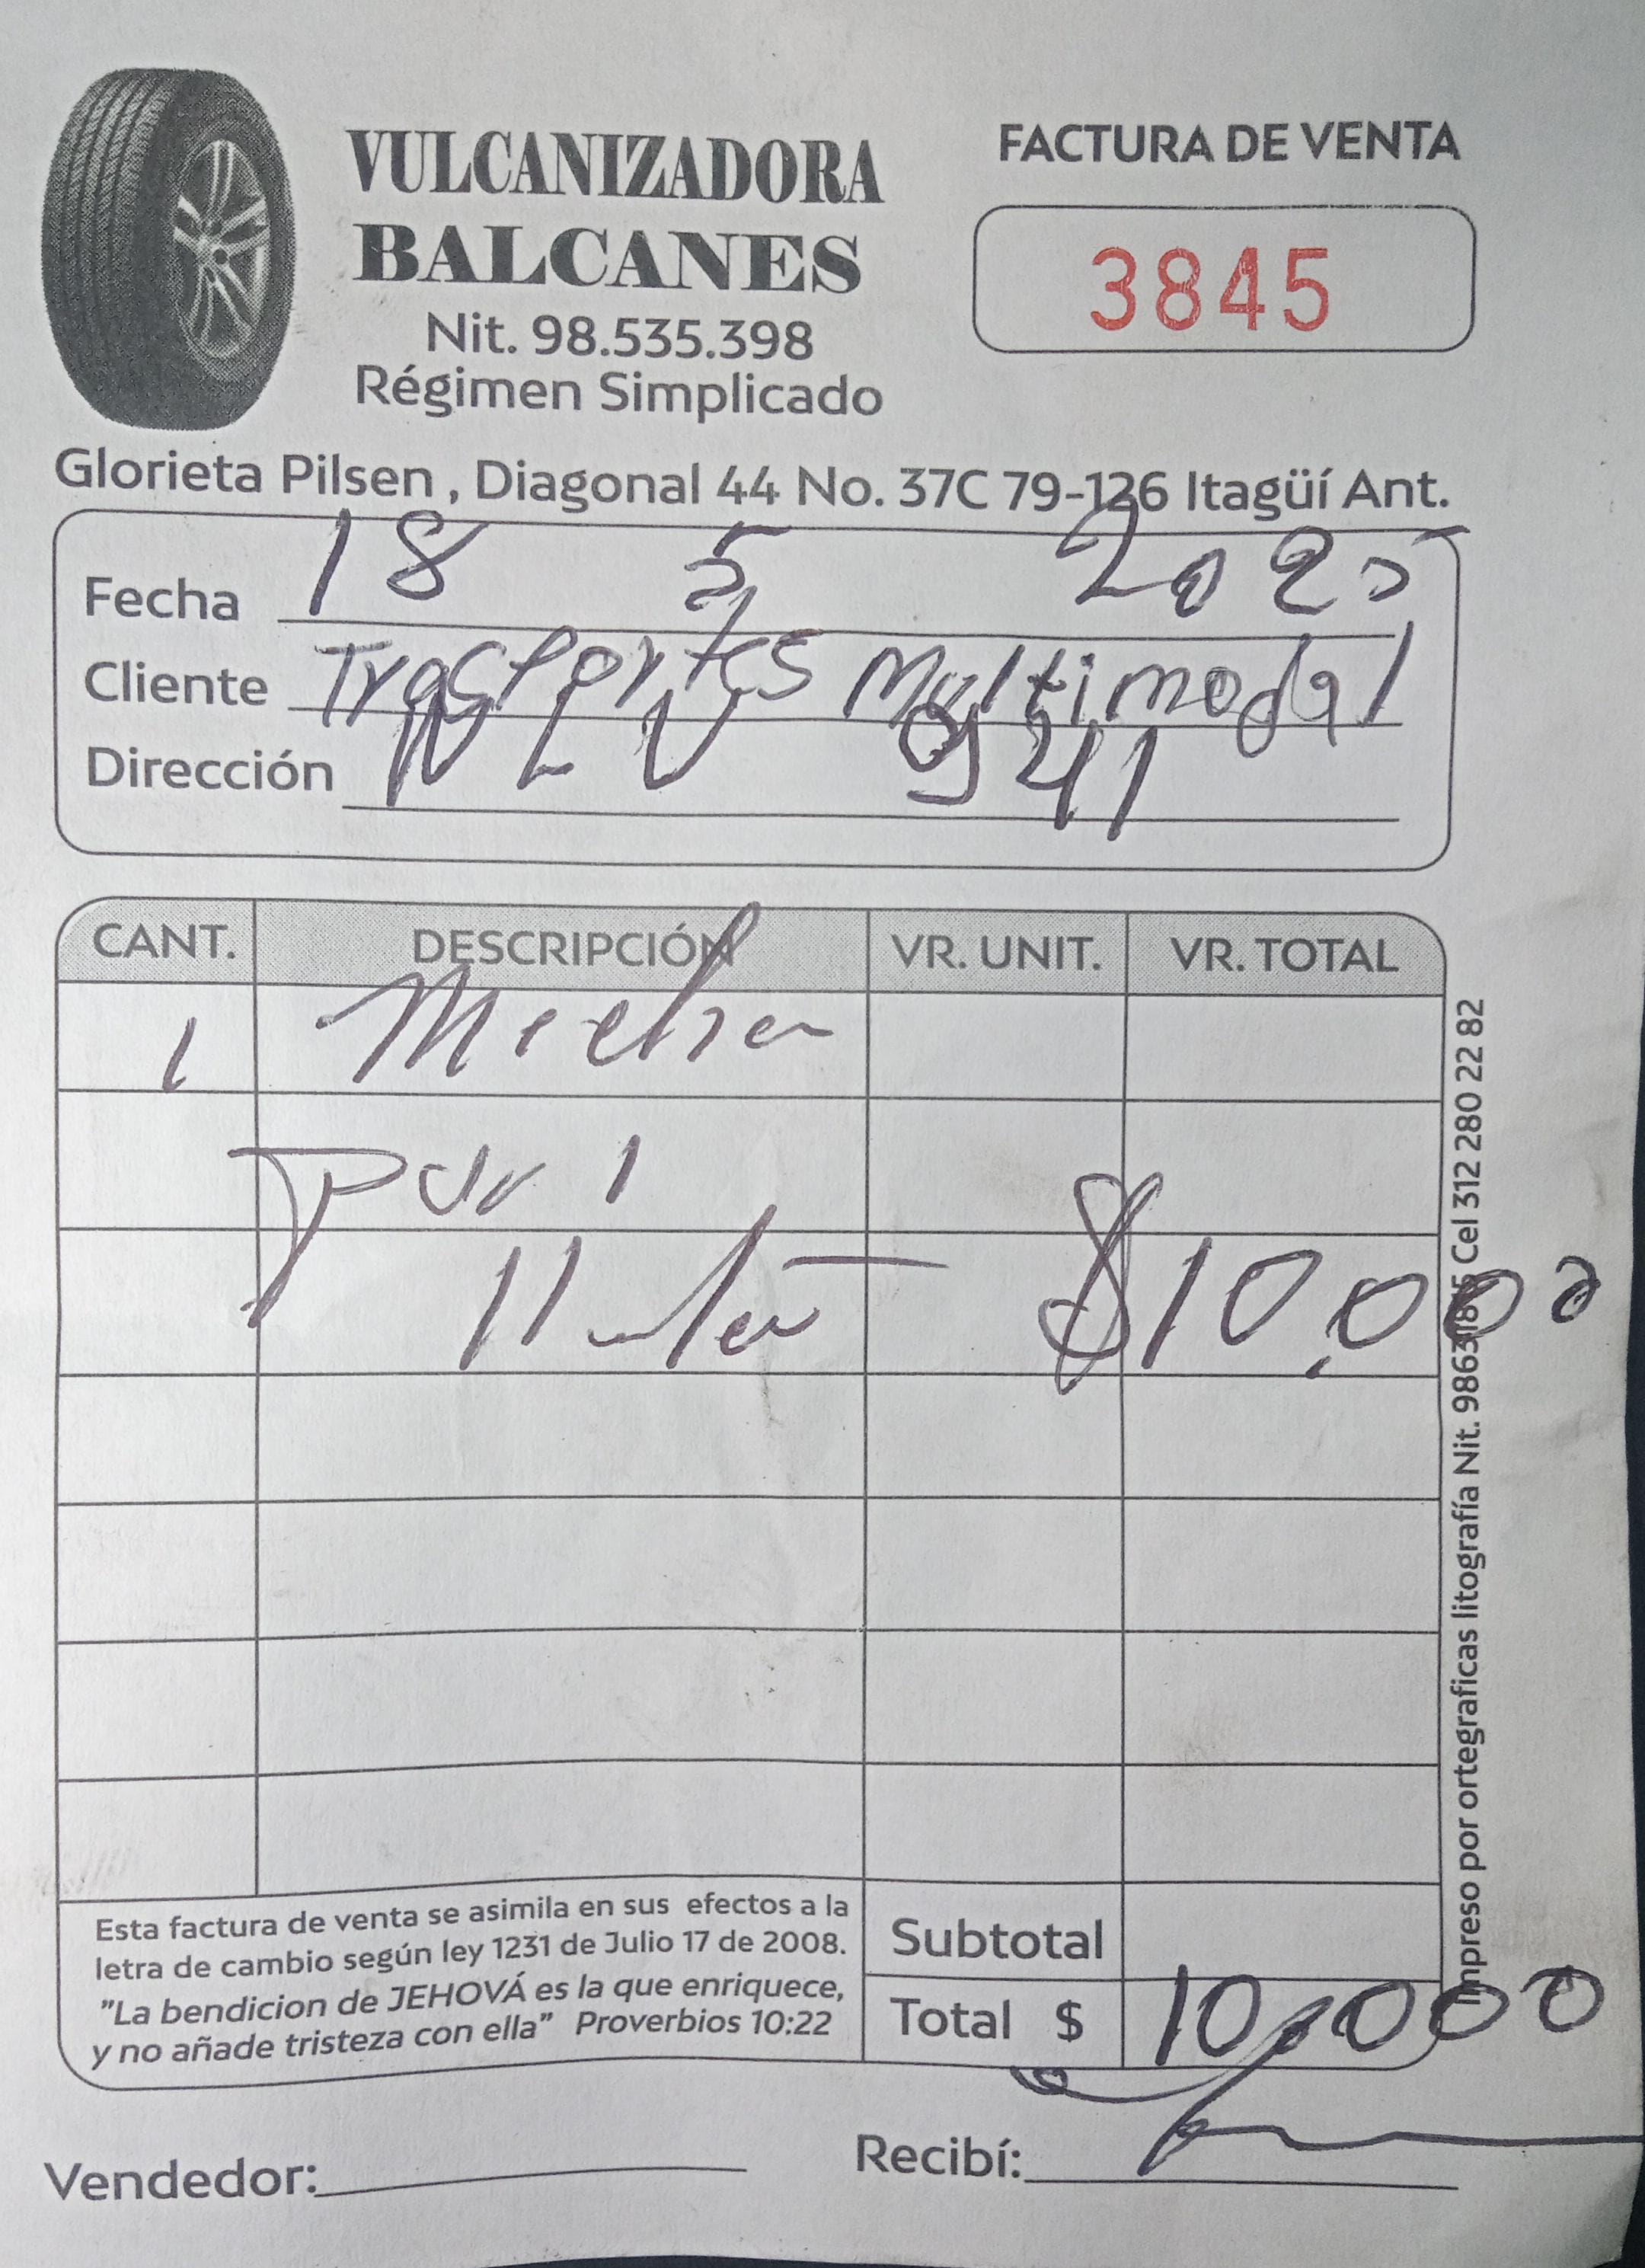 VULCANIZADORA
BALCANES
Nit. 98.535.398
Régimen Simplicado
FACTURA DE VENTA
3845
Glorieta Pilsen , Diagonal 44 No. 37C 79-126 Itagüí Ant.
Fecha 18 5 2025
Cliente Trasportes Multimodal
Dirección WLV 941
CANT. DESCRIPCIÓN VR. UNIT. VR. TOTAL
1 Mecha
por 1
$10.000
Esta factura de venta se asimila en sus efectos a la
letra de cambio según ley 1231 de Julio 17 de 2008.
"La bendicion de JEHOVÁ es la que enriquece,
y no añade tristeza con ella" Proverbios 10:22
Subtotal
Total $ 10.000
Vendedor:
Recibí:
Impreso por ortegraficas litografía Nit. Cel 312 280 22 82